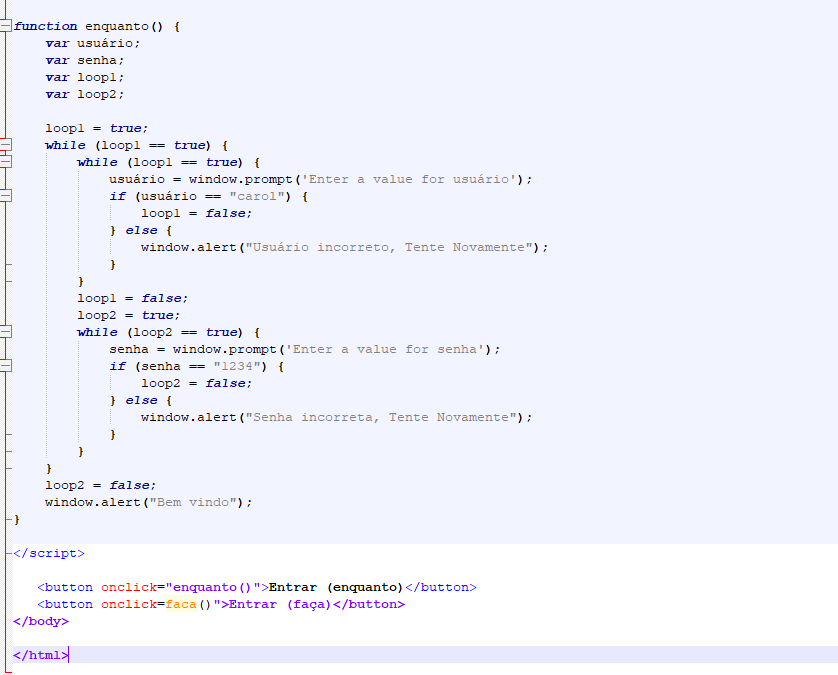 function enquanto() {
    var usuário;
    var senha;
    var loop1;
    var loop2;

    loop1 = true;
    while (loop1 == true) {
        while (loop1 == true) {
            usuário = window.prompt('Enter a value for usuário');
            if (usuário == "carol") {
                loop1 = false;
            } else {
                window.alert("Usuário incorreto, Tente Novamente");
            }
        }
        loop1 = false;
        loop2 = true;
        while (loop2 == true) {
            senha = window.prompt('Enter a value for senha');
            if (senha == "1234") {
                loop2 = false;
            } else {
                window.alert("Senha incorreta, Tente Novamente");
            }
        }
    }
    loop2 = false;
    window.alert("Bem vindo");
}

</script>

   <button onclick="enquanto()">Entrar (enquanto)</button>
   <button onclick=faca()">Entrar (faça)</button>
</body>

</html>